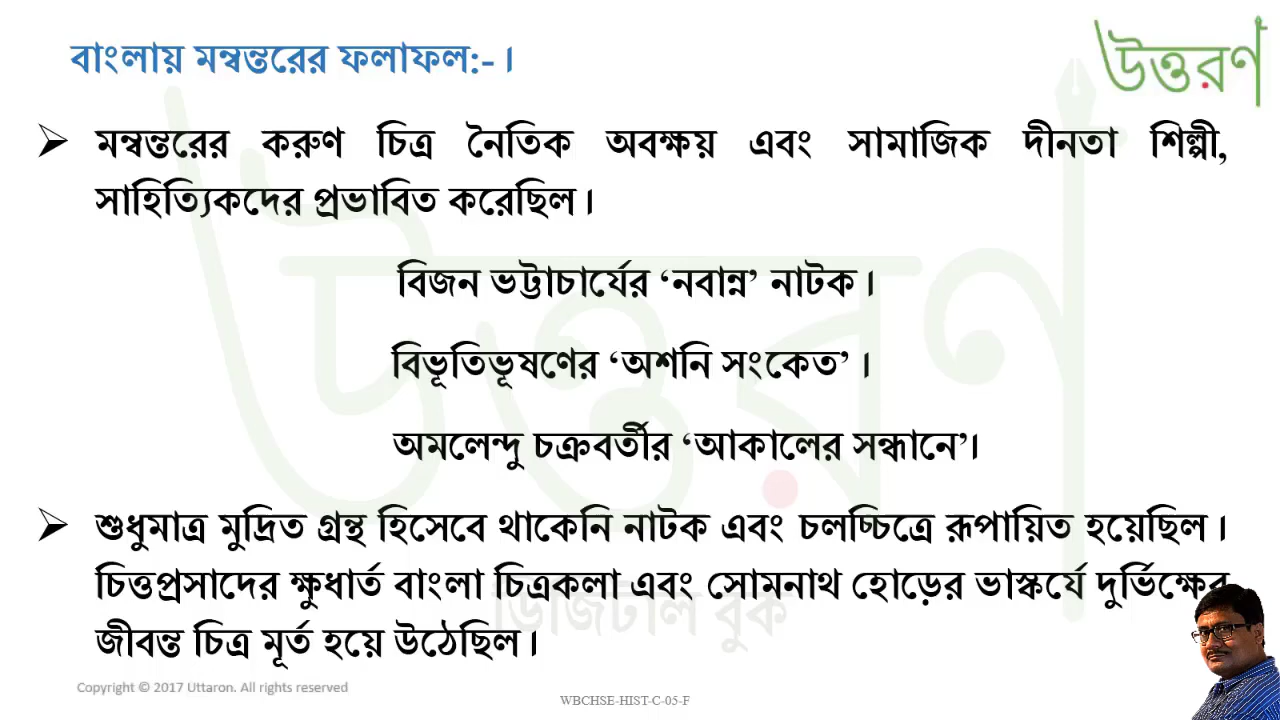 বাংলায় মন্বন্তরের ফলাফল:-।
উত্তরণ
➢ মন্বন্তরের করুণ চিত্র নৈতিক অবক্ষয় এবং সামাজিক দীনতা শিল্পী,
সাহিত্যিকদের প্রভাবিত করেছিল।
বিজন ভট্টাচার্যের ‘নবান্ন’ নাটক।
বিভূতিভূষণের ‘অশনি সংকেত’।
অমলেন্দু চক্রবর্তীর ‘আকালের সন্ধানে’।
➢ শুধুমাত্র মুদ্রিত গ্রন্থ হিসেবে থাকেনি নাটক এবং চলচ্চিত্রে রূপায়িত হয়েছিল।
চিত্তপ্রসাদের ক্ষুধার্ত বাংলা চিত্রকলা এবং সোমনাথ হোড়ের ভাস্কর্যে দুর্ভিক্ষের
জীবন্ত চিত্র মূর্ত হয়ে উঠেছিল।
ডিজিটাল বুক
Copyright © 2017 Uttaron. All rights reserved
WBCHSE-HIST-C-05-F